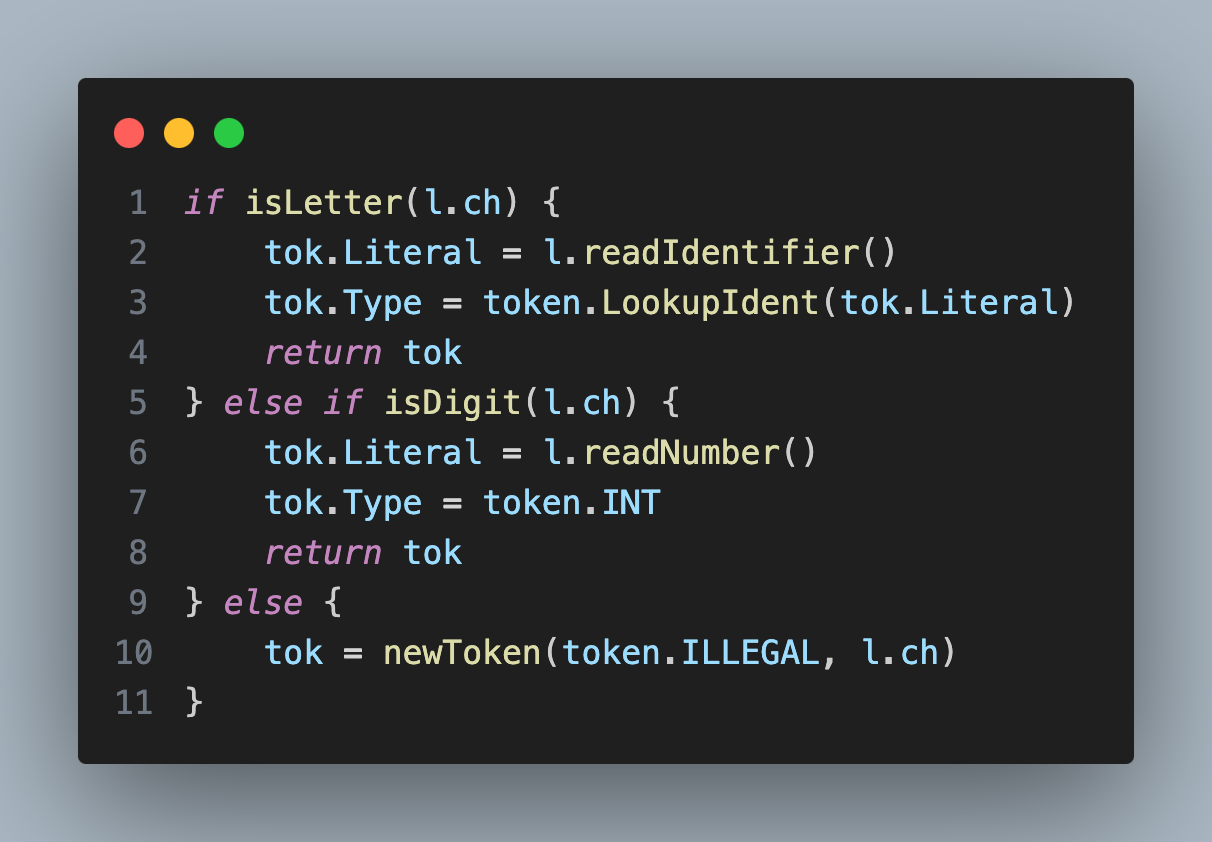 1 if isLetter(l.ch) {
2     tok.Literal = l.readIdentifier()
3     tok.Type = token.LookupIdent(tok.Literal)
4     return tok
5 } else if isDigit(l.ch) {
6     tok.Literal = l.readNumber()
7     tok.Type = token.INT
8     return tok
9 } else {
10     tok = newToken(token.ILLEGAL, l.ch)
11 }